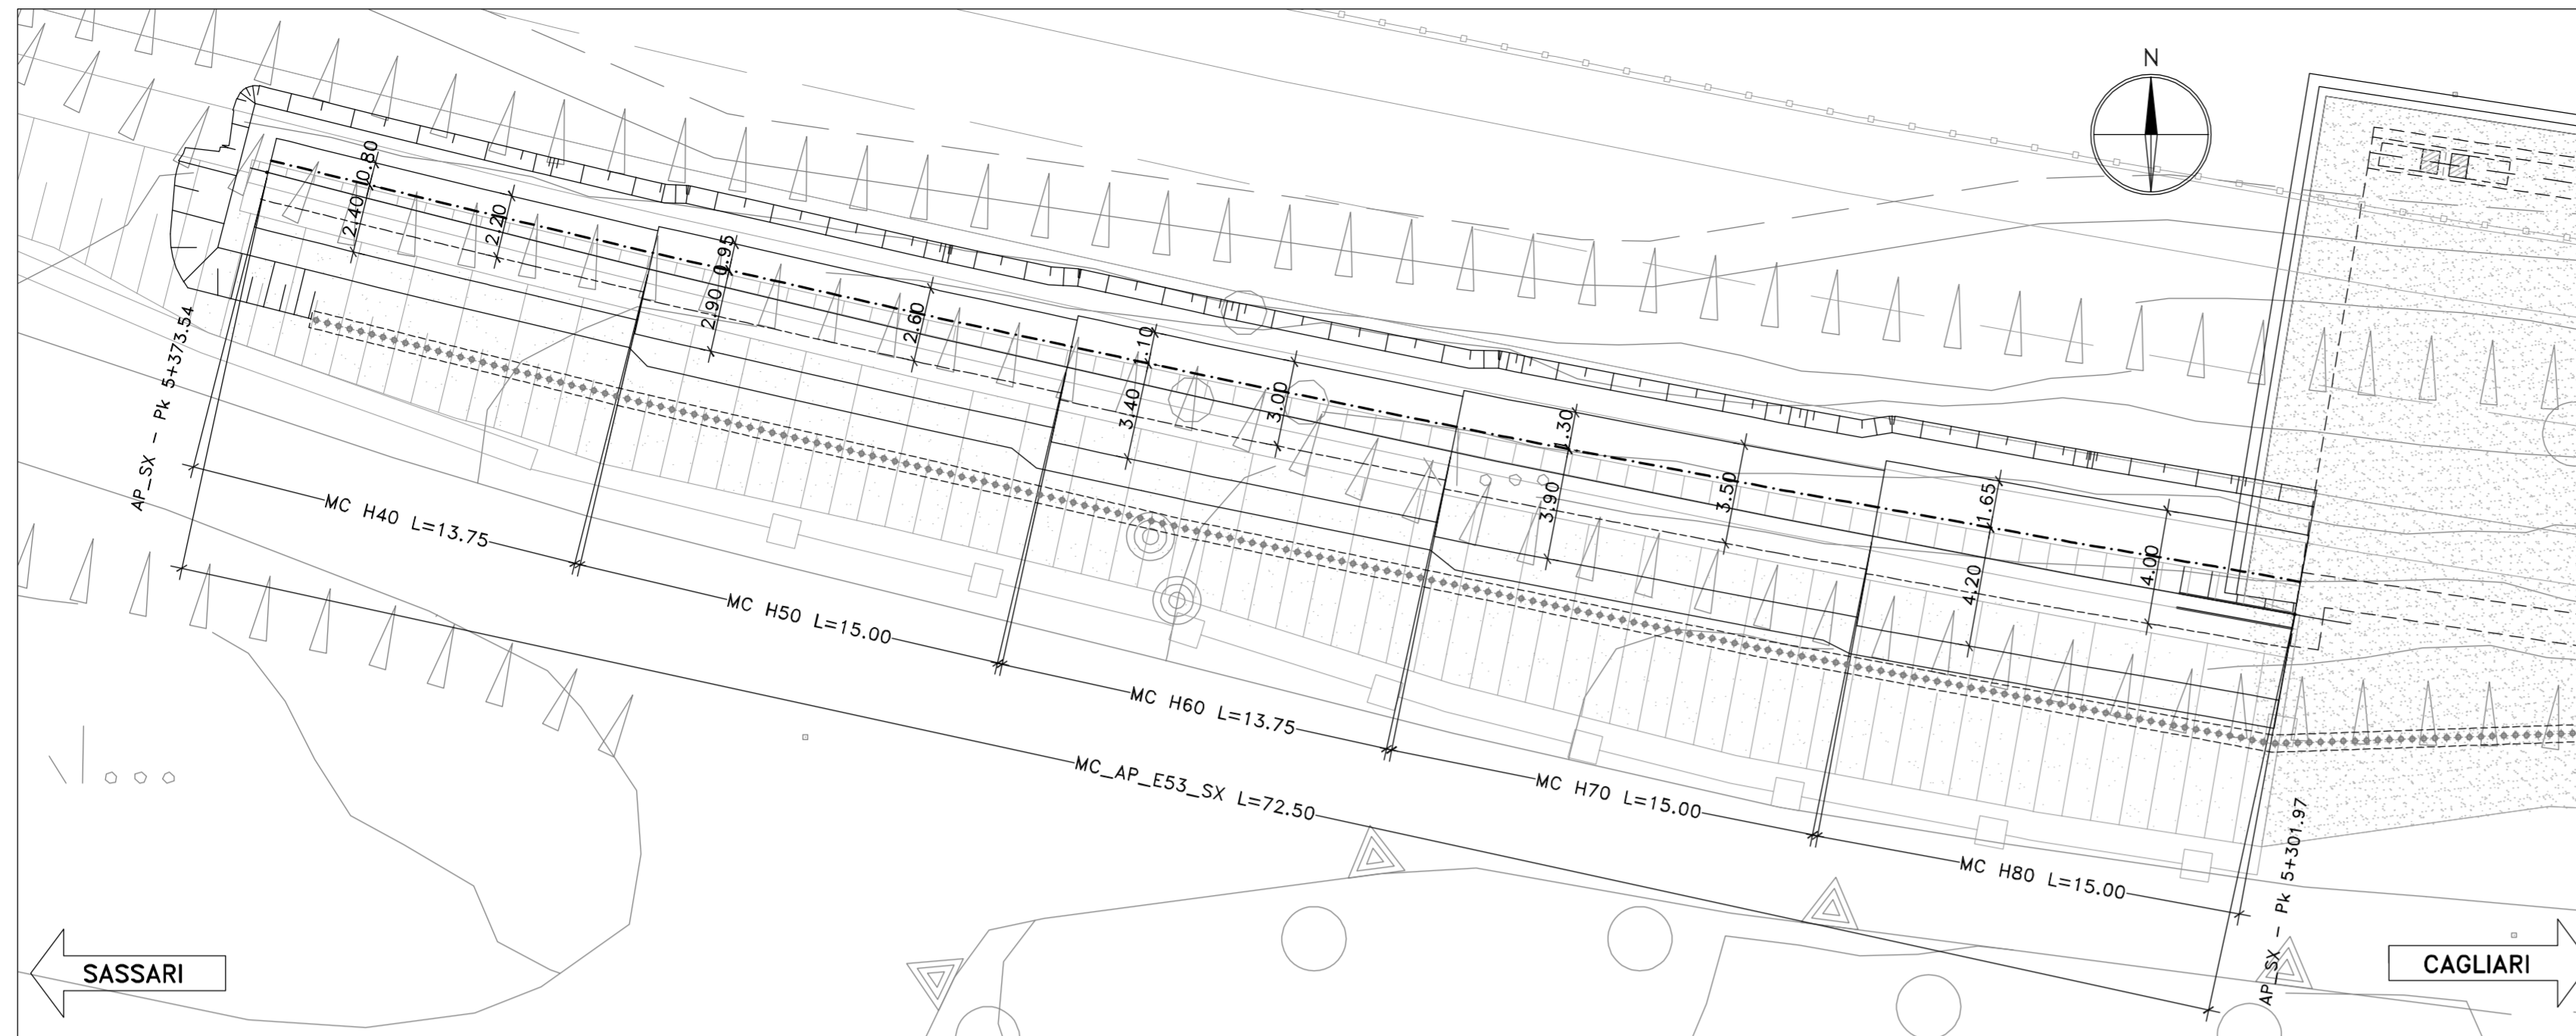 N
0.80
2.40
2.20
0.95
2.90
2.60
1.10
3.40
3.00
1.30
3.90
3.50
1.65
4.20
4.00
AP_SX - Pk 5+373.54
MC H40 L=13.75
MC H50 L=15.00
MC H60 L=13.75
MC H70 L=15.00
MC H80 L=15.00
MC_AP_E53_SX L=72.50
AP_SX - Pk 5+301.97
SASSARI
CAGLIARI